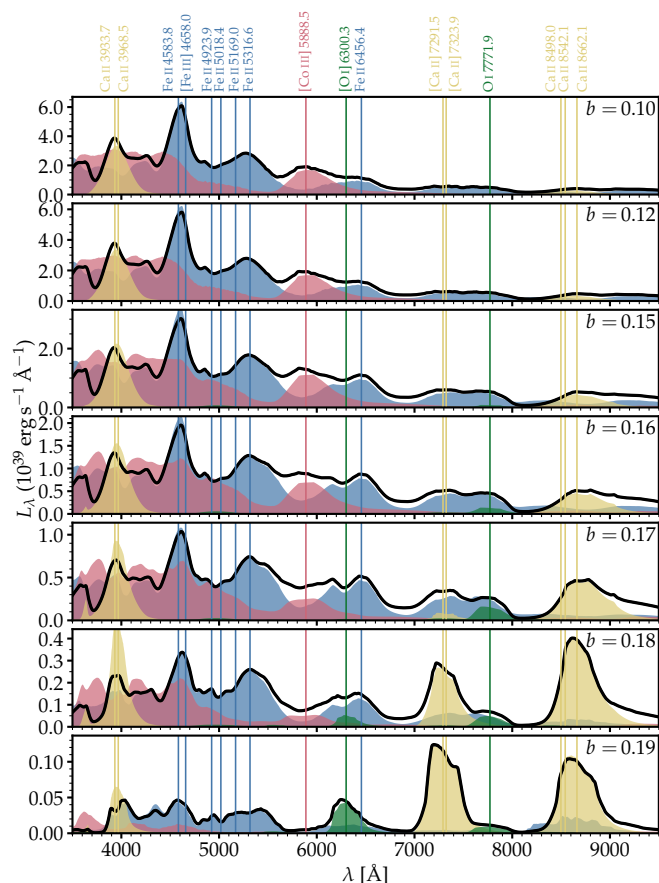 Ca II 3933.7
Ca II 3968.5
Fe II 4583.8
[Fe III] 4658.0
Fe II 4923.9
Fe II 5018.4
Fe II 5169.0
Fe II 5316.6
[Co III] 5888.5
[O I] 6300.3
Fe II 6456.4
[Ca II] 7291.5
[Ca II] 7323.9
O I 7771.9
Ca II 8498.0
Ca II 8542.1
Ca II 8662.1
L_λ (10^39 erg s^−1 Å^−1)
6.0
4.0
2.0
0.0
b = 0.10
6.0
4.0
2.0
0.0
b = 0.12
2.0
0.0
b = 0.15
2.0
1.5
1.0
0.5
0.0
b = 0.16
1.0
0.5
0.0
b = 0.17
0.4
0.3
0.2
0.1
0.0
b = 0.18
0.10
0.05
0.00
b = 0.19
4000 5000 6000 7000 8000 9000
λ [Å]